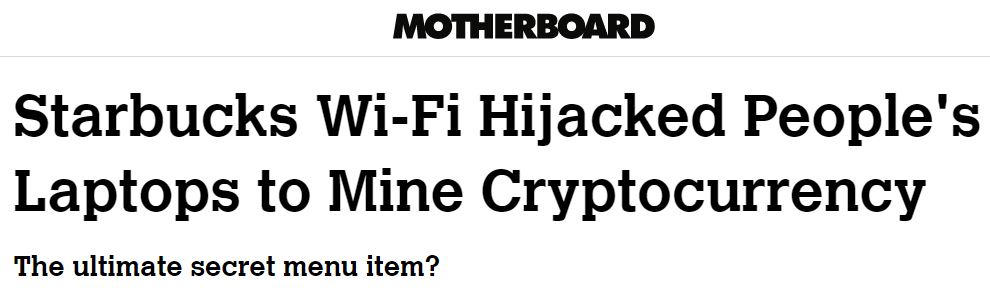 MOTHERBOARD
Starbucks Wi-Fi Hijacked People's
Laptops to Mine Cryptocurrency
The ultimate secret menu item?